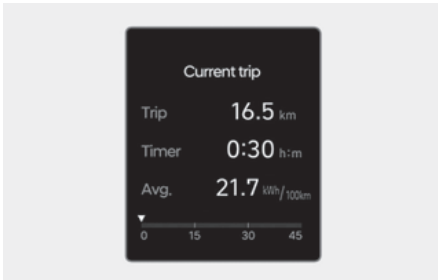 Current trip
Trip 16.5 km
Timer 0:30 h:m
Avg. 21.7 kWh/100km
0 15 30 45